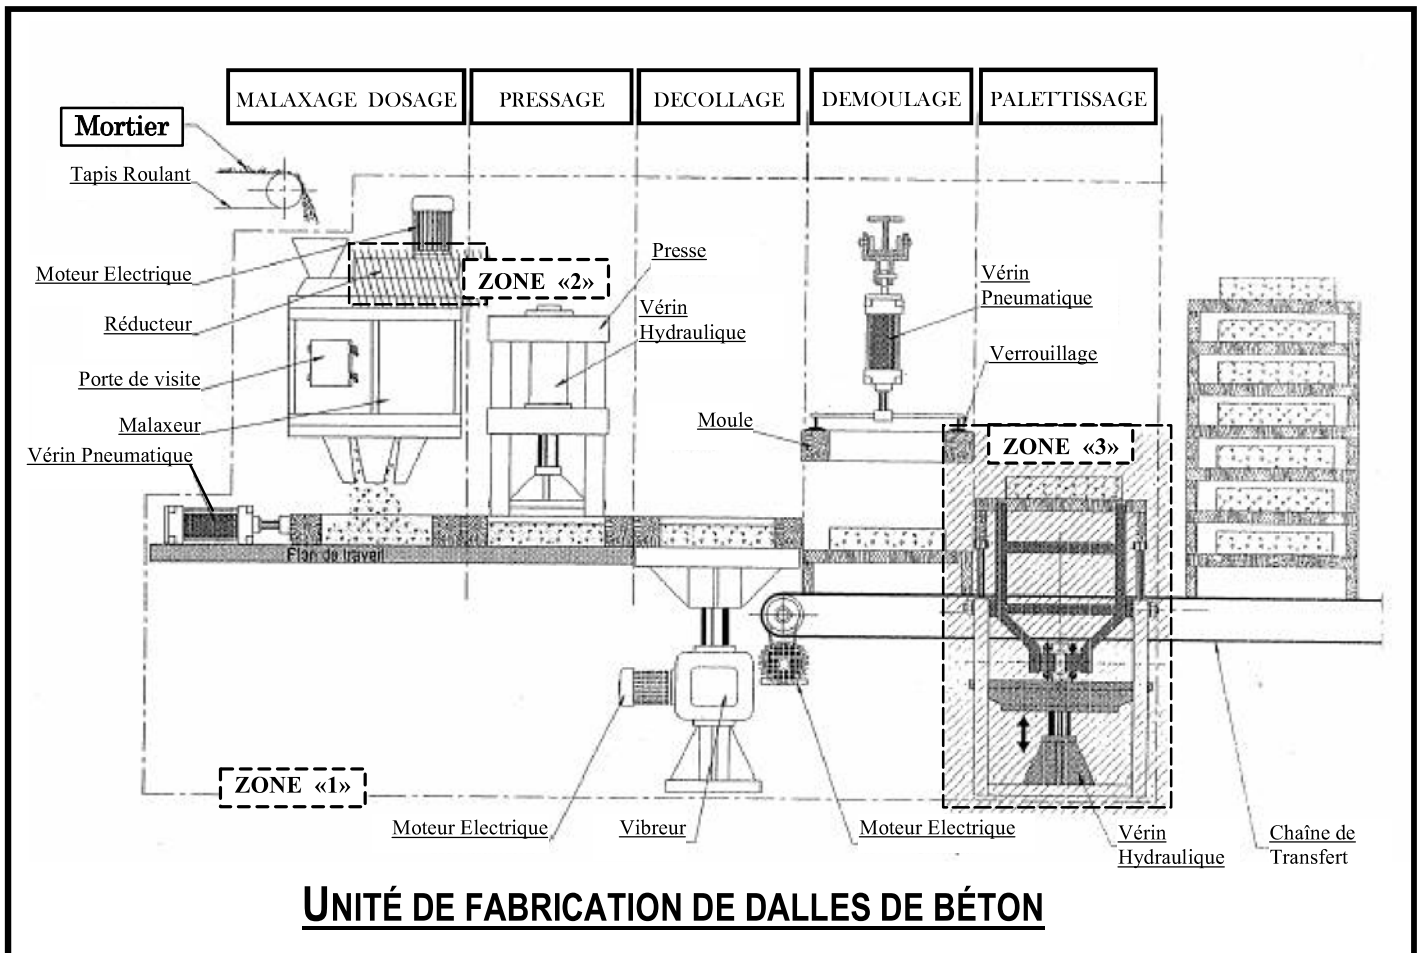 MALAXAGE DOSAGE
PRESSAGE
DECOLLAGE
DEMOULAGE
PALETTISSAGE
Mortier
Tapis Roulant
Moteur Electrique
Réducteur
Porte de visite
Malaxeur
Vérin Pneumatique
ZONE «2»
Presse
Vérin
Hydraulique
Vérin
Pneumatique
Verrouillage
Moule
ZONE «3»
Plan de travail
ZONE «1»
Moteur Electrique
Vibreur
Moteur Electrique
Vérin
Hydraulique
Chaîne de
Transfert
UNITÉ DE FABRICATION DE DALLES DE BÉTON